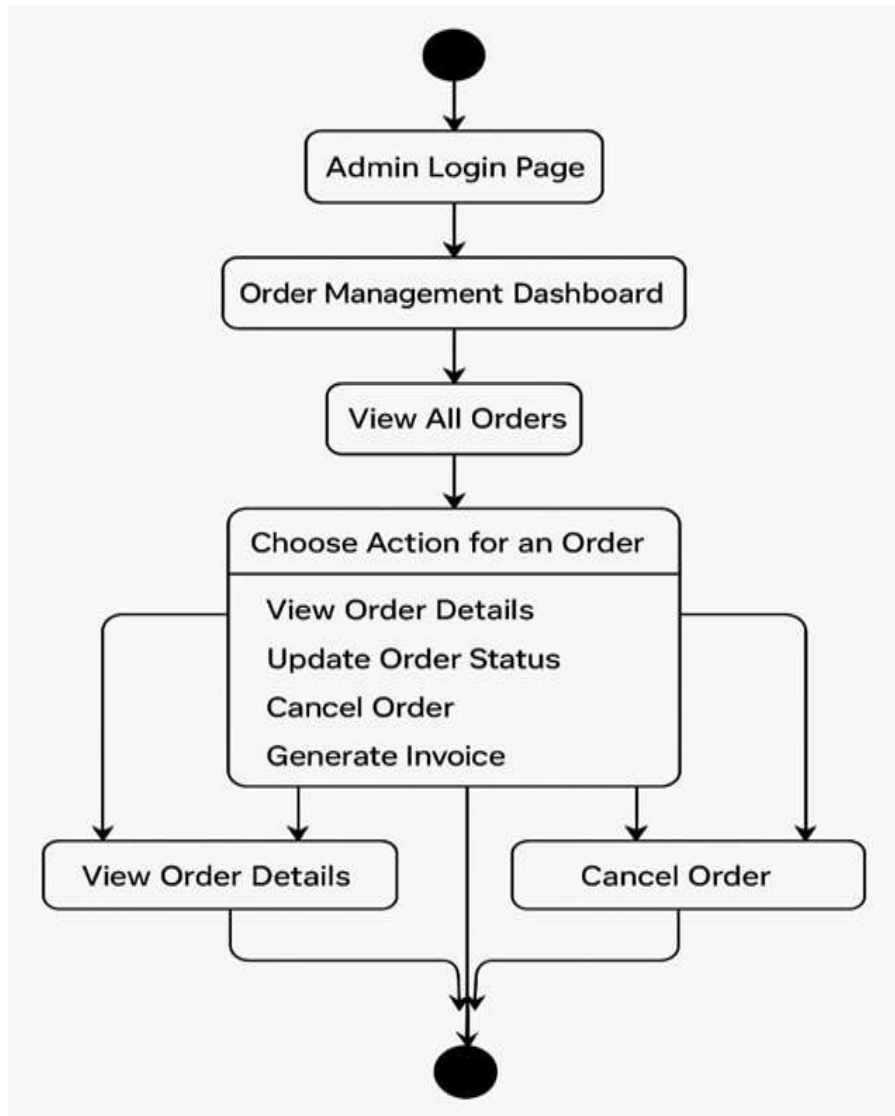 Admin Login Page
Order Management Dashboard
View All Orders
Choose Action for an Order
View Order Details
Update Order Status
Cancel Order
Generate Invoice
View Order Details
Cancel Order